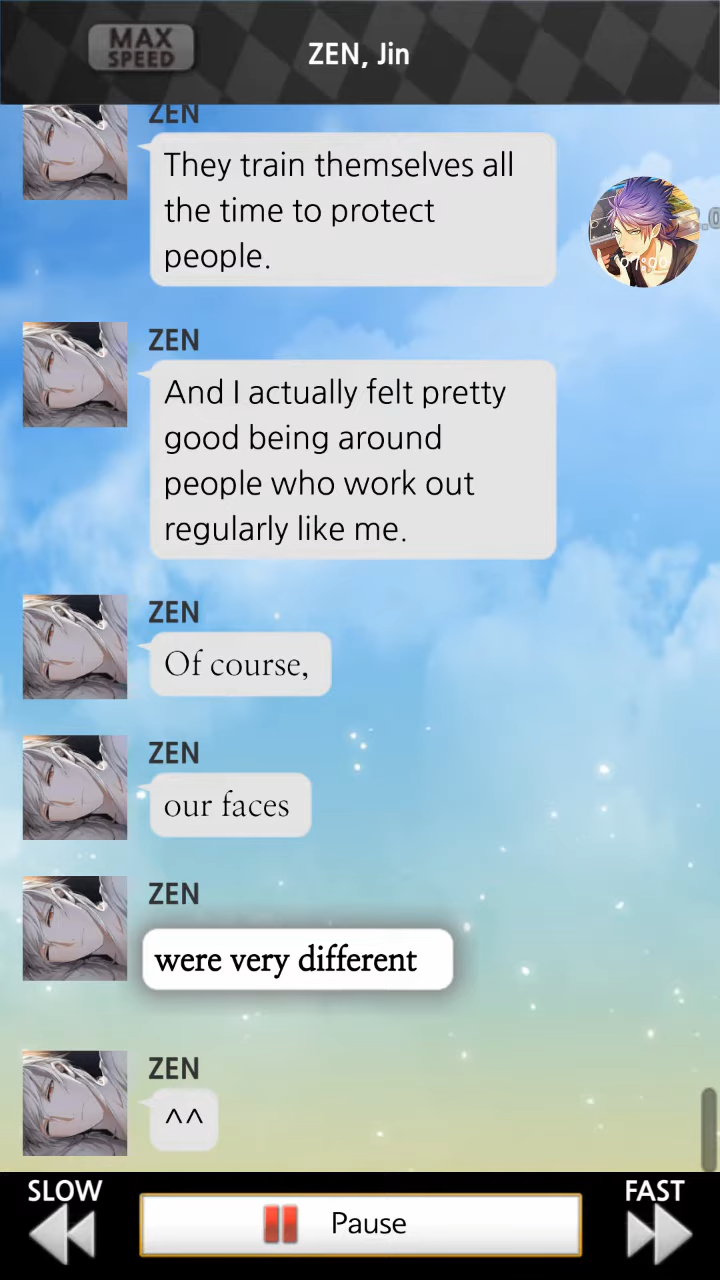 MAX
SPEED
ZEN, Jin
ZEN
They train themselves all
the time to protect
people.
ZEN
And I actually felt pretty
good being around
people who work out
regularly like me.
ZEN
Of course,
ZEN
our faces
ZEN
were very different
ZEN
^^
SLOW
Pause
FAST